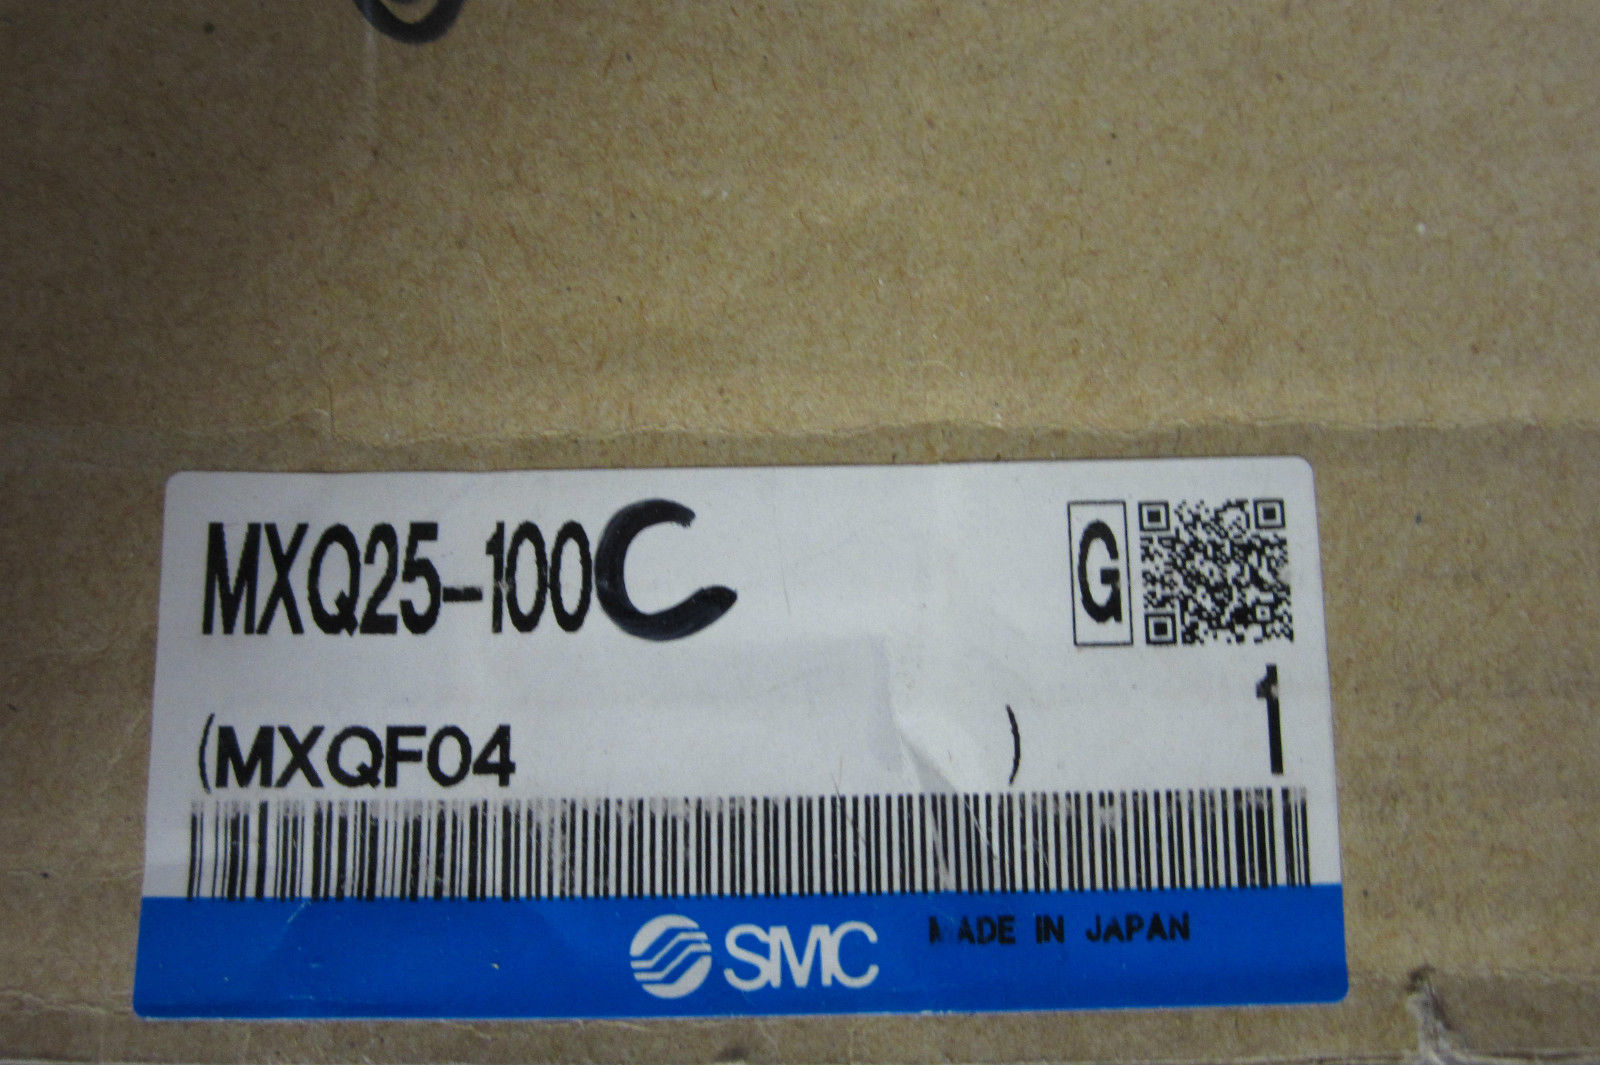 MXQ25-100C
G
(MXQF04 )
1
SMC
MADE IN JAPAN